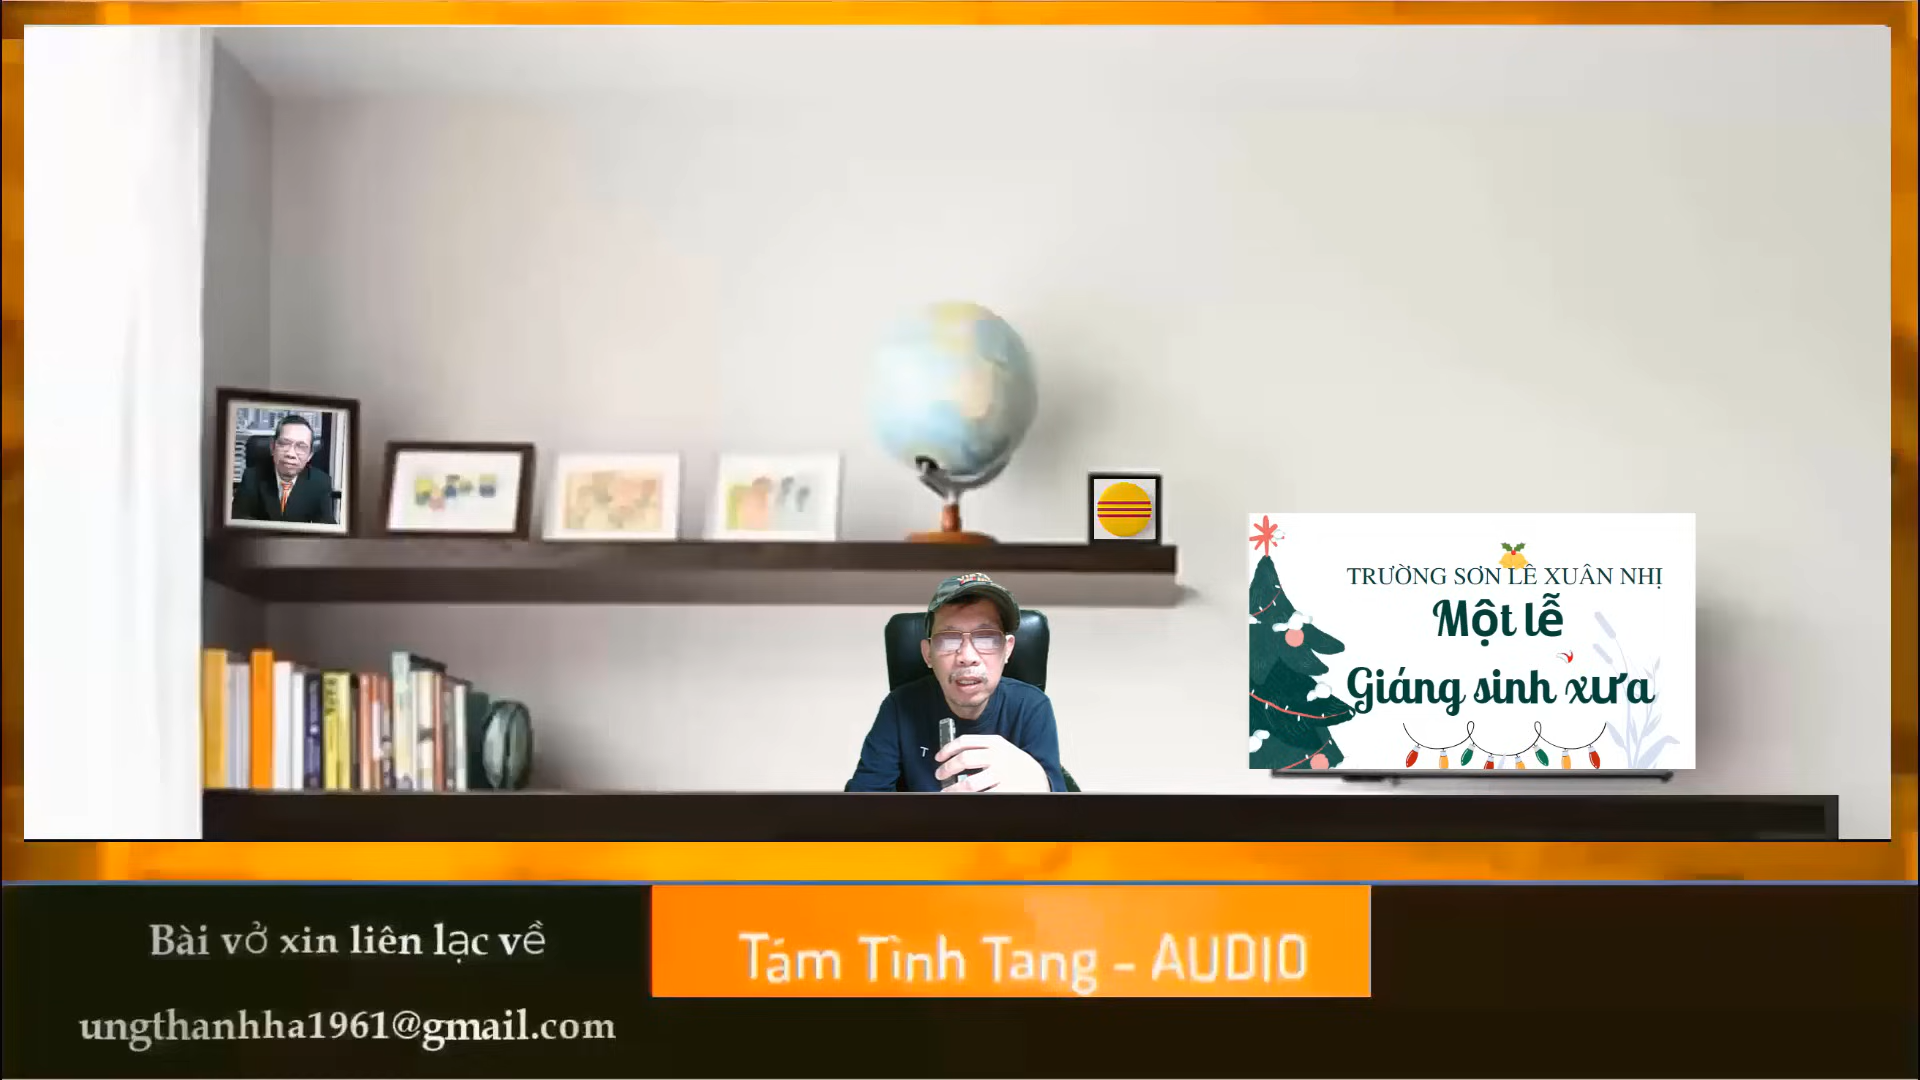 TRƯỜNG SƠN LÊ XUÂN NHỊ
Một lễ
Giáng sinh xưa
T
Bài vở xin liên lạc về
ungthanhha1961@gmail.com
Tám Tình Tang - AUDIO